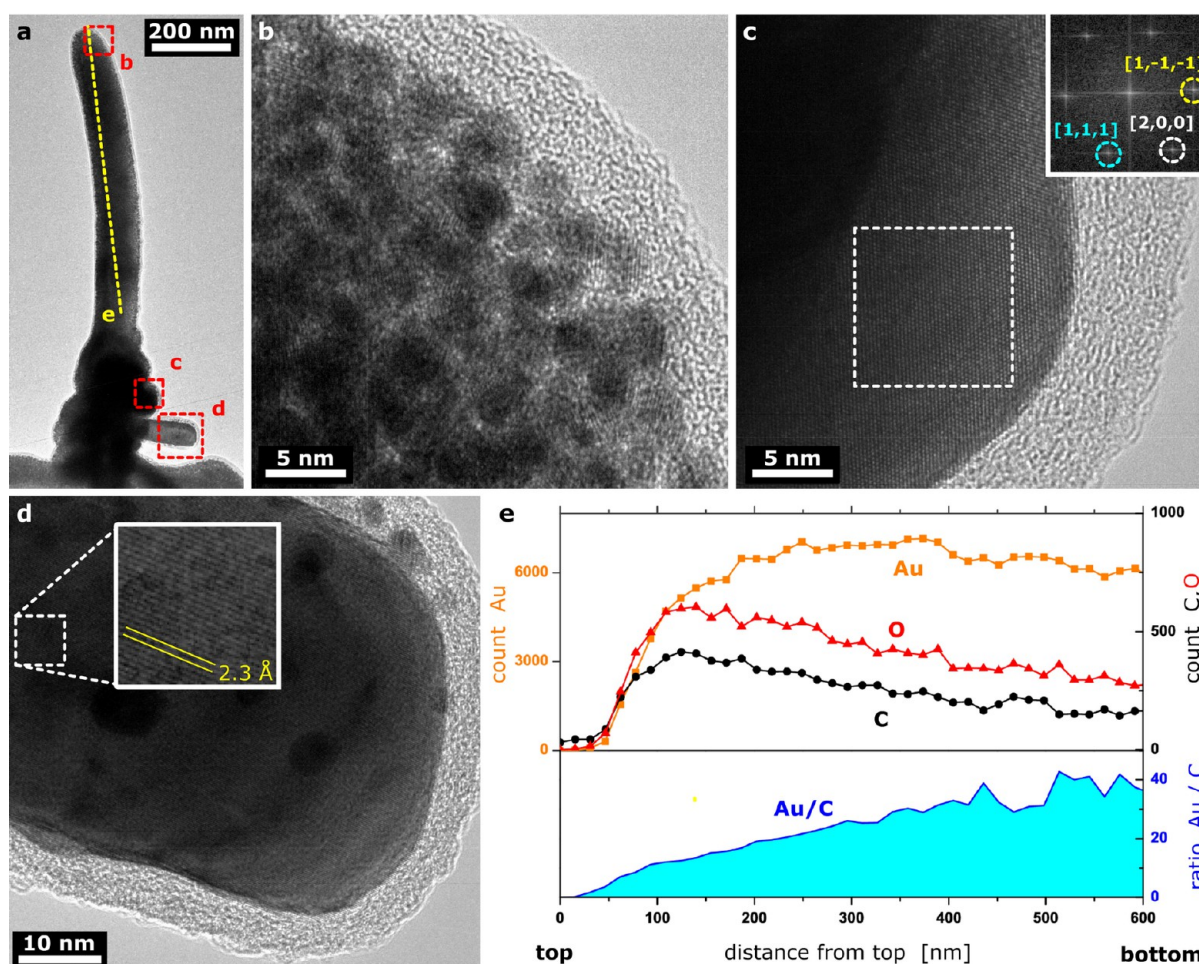 a
200 nm
b
e
c
d
b
5 nm
c
[1,-1,-1]
[1,1,1]
[2,0,0]
5 nm
d
2.3 Å
10 nm
e
1000
6000
Au
500
3000
O
C
0
0
count Au
count C,O
40
Au/C
20
0
ratio Au / C
0 100 200 300 400 500 600
top distance from top [nm] bottom